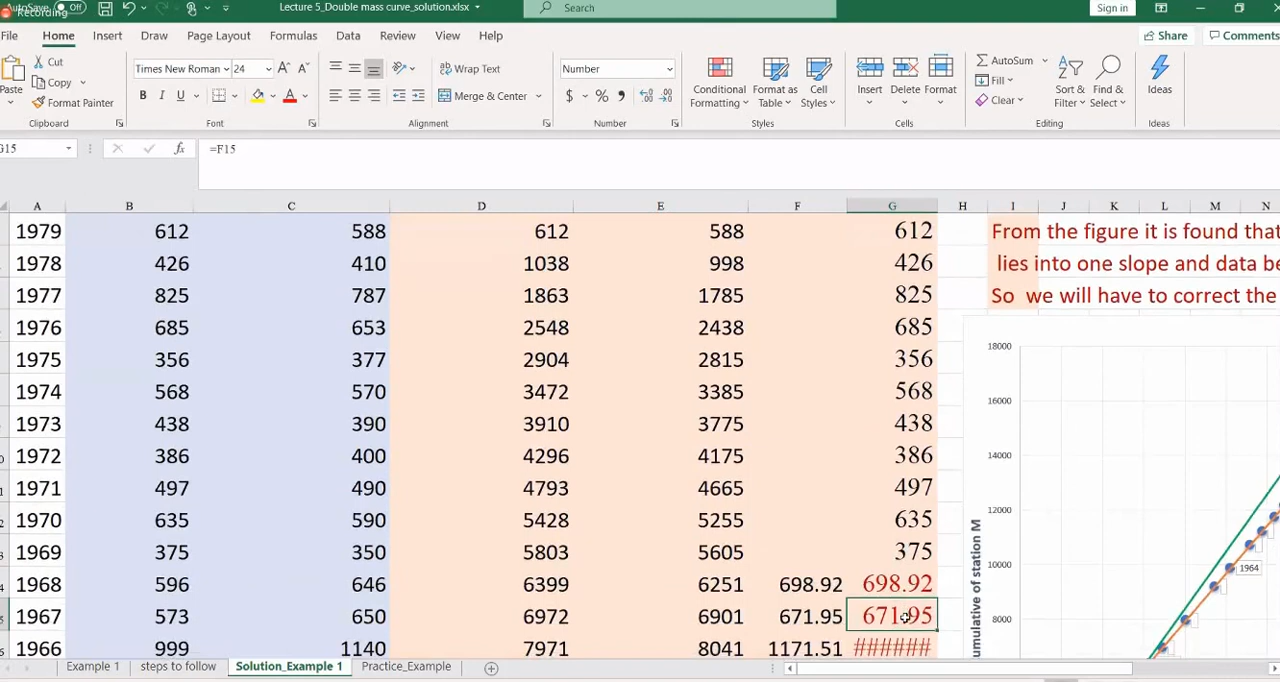 AutoSave Off Lecture 5_Double mass curve_solution.xlsx Search Sign in
Recording
File Home Insert Draw Page Layout Formulas Data Review View Help Share Comments
Paste Cut Copy Format Painter
Times New Roman 24
Wrap Text Merge & Center
Number
Conditional Formatting Format as Table Cell Styles
Insert Delete Format
AutoSum Fill Clear Sort & Filter Find & Select Ideas
Clipboard Font Alignment Number Styles Cells Editing Ideas
G15 fx =F15
A B C D E F G H I J K L M N
1979 612 588 612 588 612
1978 426 410 1038 998 426
1977 825 787 1863 1785 825
1976 685 653 2548 2438 685
1975 356 377 2904 2815 356
1974 568 570 3472 3385 568
1973 438 390 3910 3775 438
1972 386 400 4296 4175 386
1971 497 490 4793 4665 497
1970 635 590 5428 5255 635
1969 375 350 5803 5605 375
1968 596 646 6399 6251 698.92 698.92
1967 573 650 6972 6901 671.95 671.95
1966 999 1140 7971 8041 1171.51 ######
From the figure it is found that
lies into one slope and data be
So we will have to correct the
18000
16000
14000
12000
10000
8000
1964
umulative of station M
Example 1 steps to follow Solution_Example 1 Practice_Example